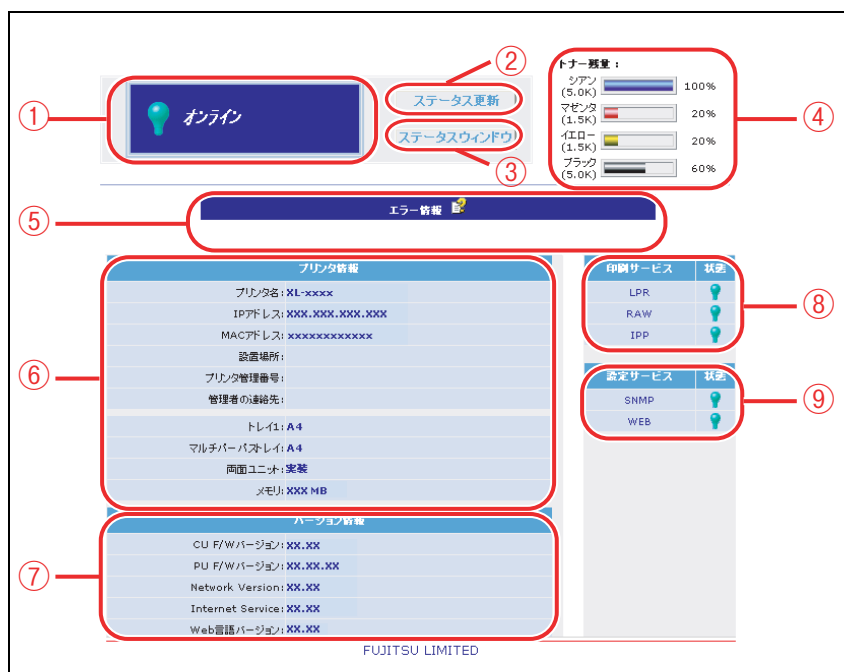 ①
オンライン
②
ステータス更新
ステータスウィンドウ
③
トナー残量：
シアン
(5.0K)
100%
マゼンタ
(1.5K)
20%
イエロー
(1.5K)
20%
ブラック
(5.0K)
60%
④
⑤
エラー情報
⑥
プリンタ情報
プリンタ名: XL-xxxx
IPアドレス: XXX.XXX.XXX.XXX
MACアドレス: xxxxxxxxxxxx
設置場所:
プリンタ管理番号:
管理者の連絡先:
トレイ1: A4
マルチパーパストレイ: A4
両面ユニット: 実装
メモリ: XXX MB
⑦
バージョン情報
CU F/Wバージョン: XX.XX
PU F/Wバージョン: XX.XX.XX
Network Version: XX.XX
Internet Service: XX.XX
Web言語バージョン: XX.XX
印刷サービス 状態
LPR
RAW
IPP
⑧
設定サービス 状態
SNMP
WEB
⑨
FUJITSU LIMITED